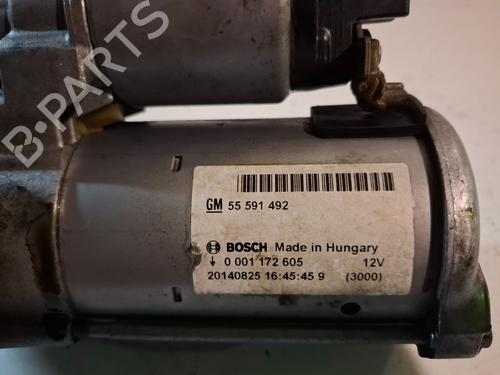 B-PARTS
GM 55 591 492
BOSCH Made in Hungary
0 001 172 605 12V
20140825 16:45:45 9 (3000)